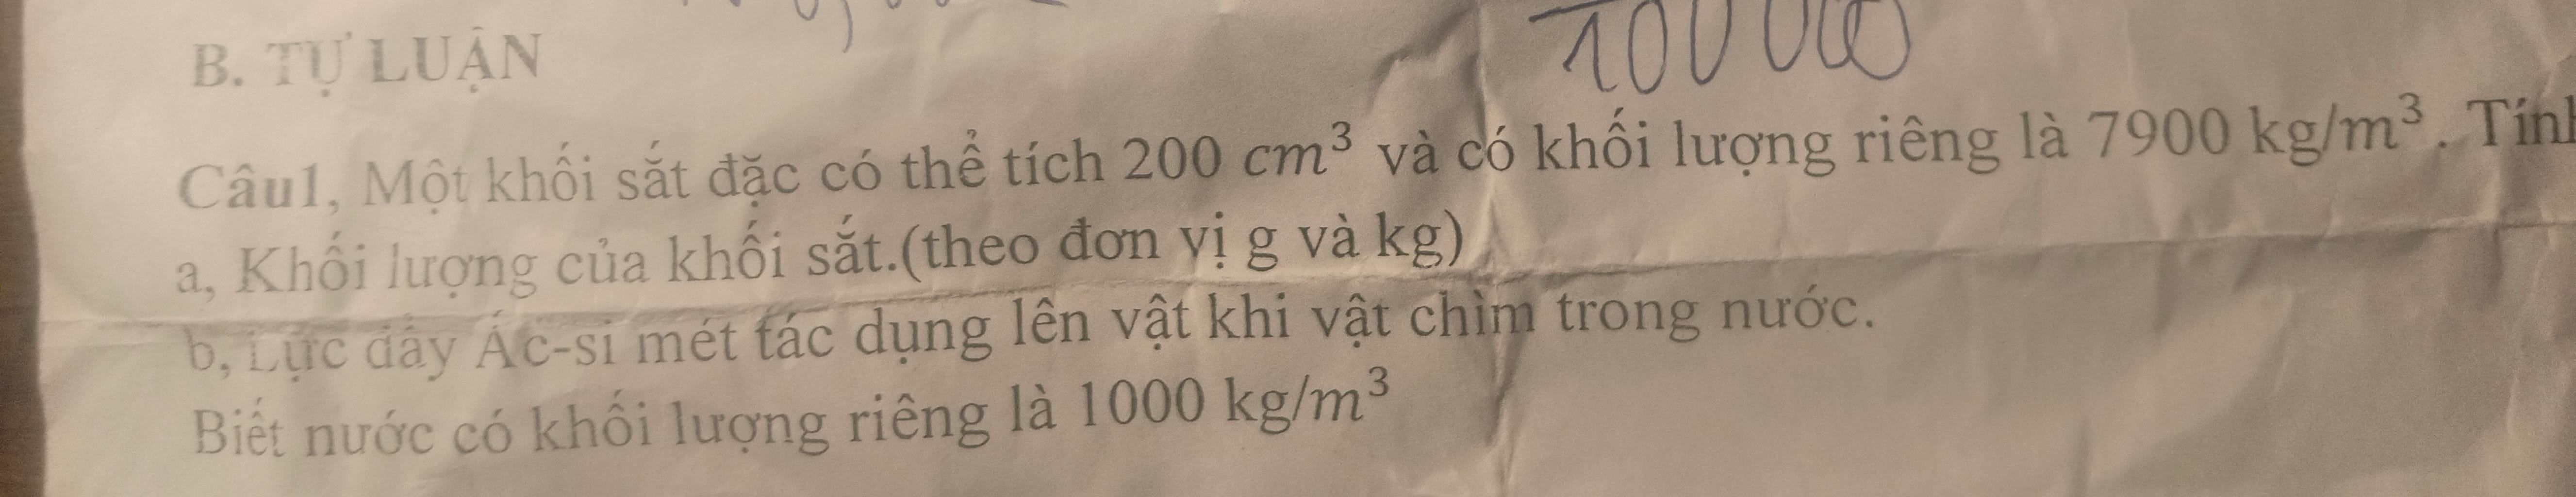 100 000
B. TỰ LUẬN
Câu1, Một khối sắt đặc có thể tích 200 cm³ và có khối lượng riêng là 7900 kg/m³. Tính
a, Khối lượng của khối sắt.(theo đơn vị g và kg)
b, Lực đẩy Ác-si mét tác dụng lên vật khi vật chìm trong nước.
Biết nước có khối lượng riêng là 1000 kg/m³